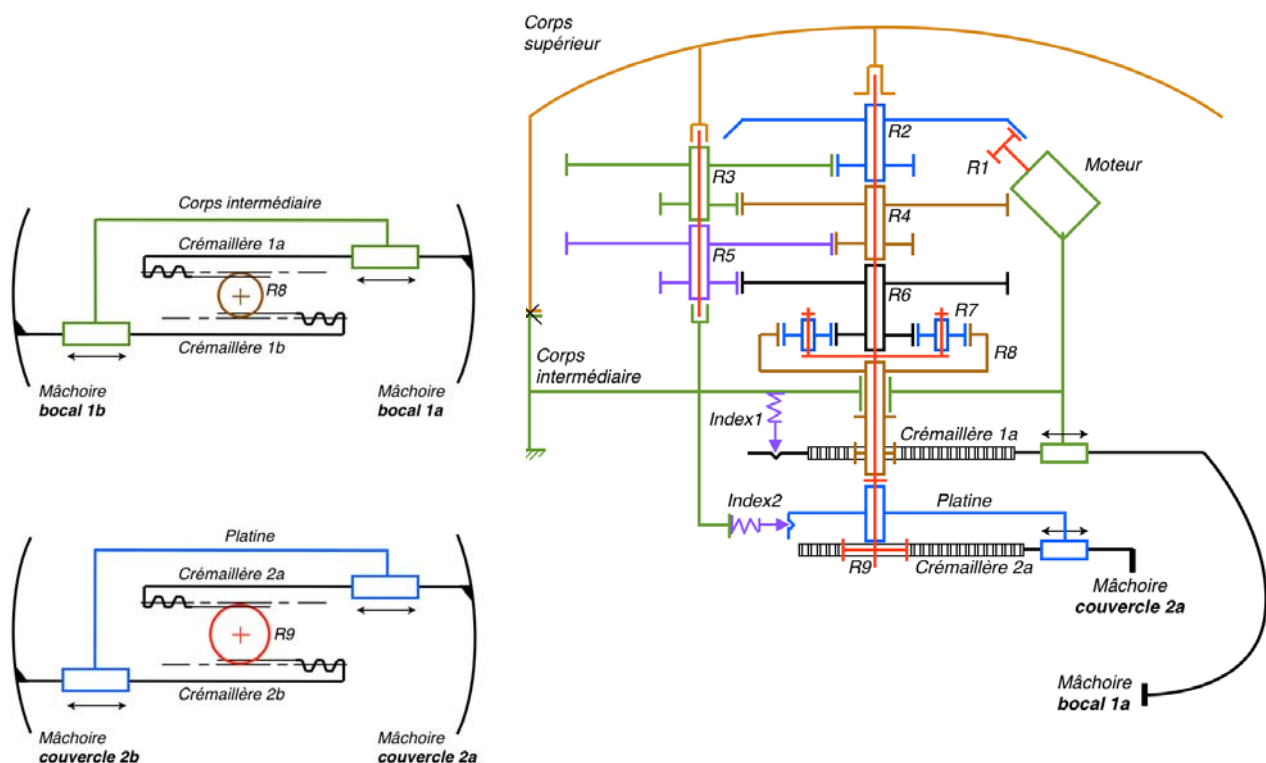 Corps
supérieur
R2
R1
Moteur
R3
R4
R5
R6
R7
R8
Corps
intermédiaire
Index1
Crémaillère 1a
Index2
Platine
R9
Crémaillère 2a
Mâchoire
couvercle 2a
Mâchoire
bocal 1a
Corps intermédiaire
Crémaillère 1a
R8
Crémaillère 1b
Mâchoire
bocal 1b
Mâchoire
bocal 1a
Platine
Crémaillère 2a
R9
Crémaillère 2b
Mâchoire
couvercle 2b
Mâchoire
couvercle 2a